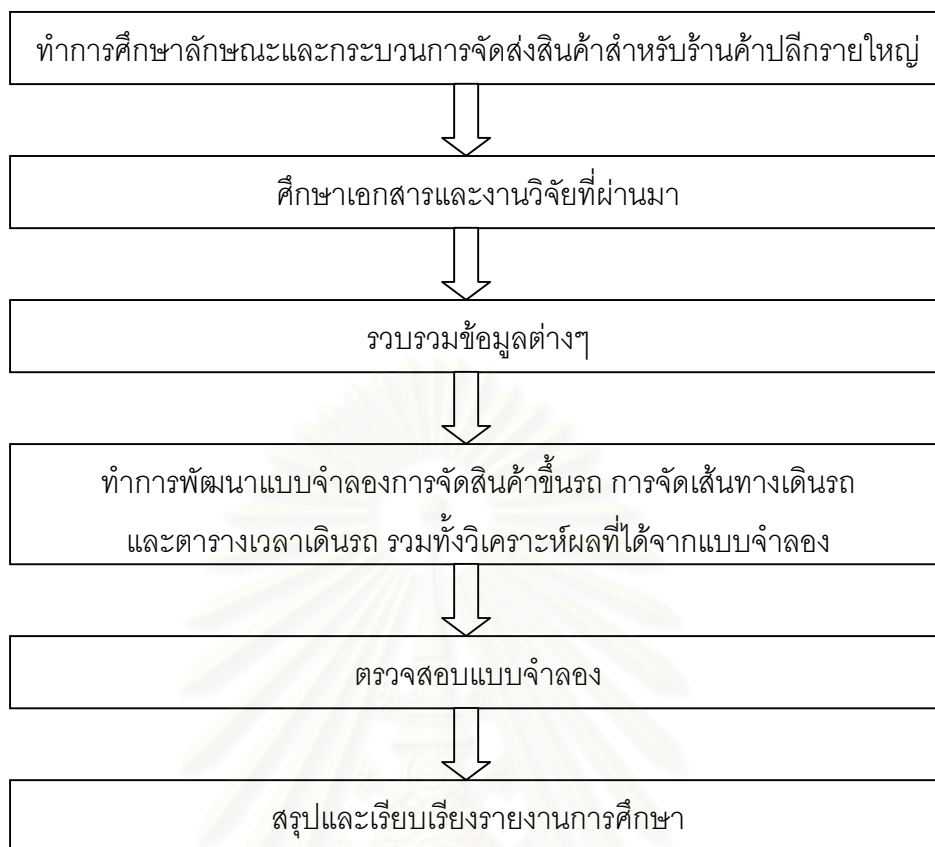 ทำการศึกษาลักษณะและกระบวนการจัดส่งสินค้าสำหรับร้านค้าปลีกรายใหญ่
ศึกษาเอกสารและงานวิจัยที่ผ่านมา
รวบรวมข้อมูลต่างๆ
ทำการพัฒนาแบบจำลองการจัดสินค้าขึ้นรถ การจัดเส้นทางเดินรถ
และตารางเวลาเดินรถ รวมทั้งวิเคราะห์ผลที่ได้จากแบบจำลอง
ตรวจสอบแบบจำลอง
สรุปและเรียบเรียงรายงานการศึกษา